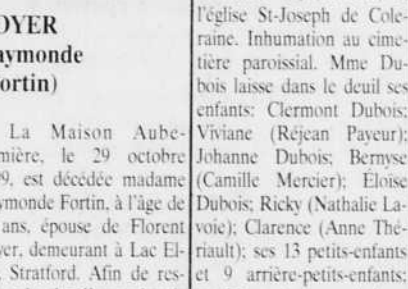 OYER
aymonde
ortin)
La Maison Aube-
mière, le 29 octobre
9, est décédée madame
ymonde Fortin, à l'âge de
ans, épouse de Florent
yer, demeurant à Lac El-
Stratford. Afin de res-
l'église St-Joseph de Cole-
raine. Inhumation au cime-
tière paroissial. Mme Du-
bois laisse dans le deuil ses
enfants: Clermont Dubois;
Viviane (Réjean Payeur);
Johanne Dubois; Bernyse
(Camille Mercier); Éloïse
Dubois; Ricky (Nathalie La-
voie); Clarence (Anne Thé-
riault); ses 13 petits-enfants
et 9 arrière-petits-enfants;